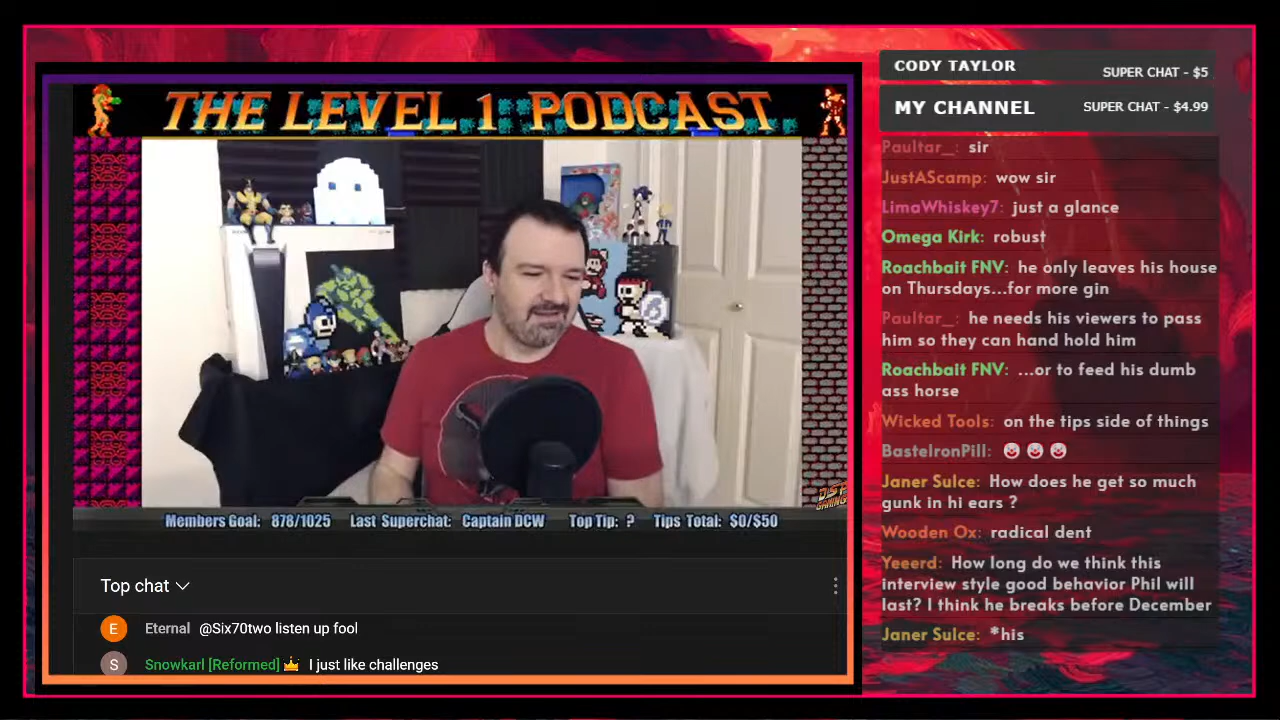 THE LEVEL 1 PODCAST
DSP
GAMING
Members Goal: 878/1025 Last Superchat: Captain DCW Top Tip: ? Tips Total: $0/$50
Top chat
E Eternal @Six70two listen up fool
S Snowkarl [Reformed] I just like challenges
CODY TAYLOR SUPER CHAT - $5
MY CHANNEL SUPER CHAT - $4.99
Paultar_: sir
JustAScamp: wow sir
LimaWhiskey7: just a glance
Omega Kirk: robust
Roachbait FNV: he only leaves his house
on Thursdays...for more gin
Paultar_: he needs his viewers to pass
him so they can hand hold him
Roachbait FNV: ...or to feed his dumb
ass horse
Wicked Tools: on the tips side of things
BasteIronPill: 🤡 🤡 🤡
Janer Sulce: How does he get so much
gunk in hi ears ?
Wooden Ox: radical dent
Yeeerd: How long do we think this
interview style good behavior Phil will
last? I think he breaks before December
Janer Sulce: *his